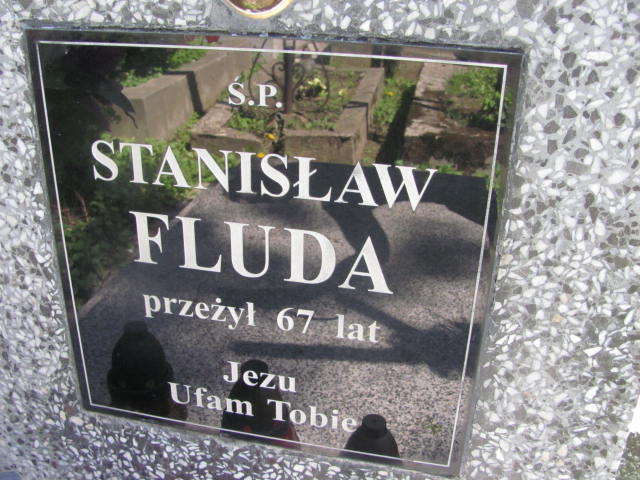 Ś.P.
STANISŁAW
FLUDA
przeżył 67 lat
Jezu
Ufam Tobie